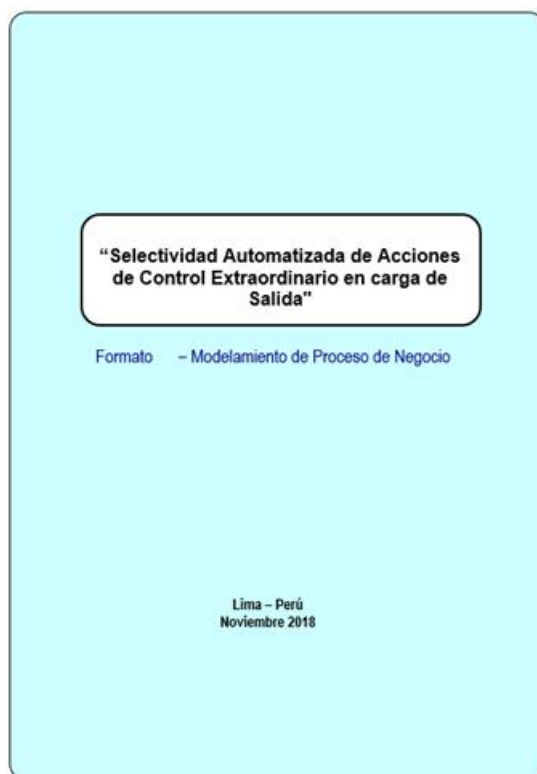 “Selectividad Automatizada de Acciones
de Control Extraordinario en carga de
Salida"
Formato – Modelamiento de Proceso de Negocio
Lima – Perú
Noviembre 2018